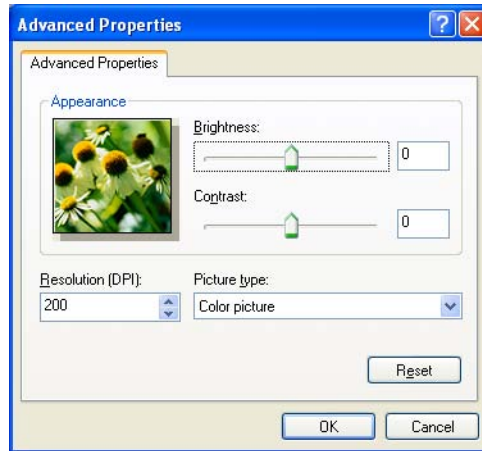 Advanced Properties
Advanced Properties
Appearance
Brightness:
0
Contrast:
0
Resolution (DPI):
Picture type:
200
Color picture
Reset
OK
Cancel